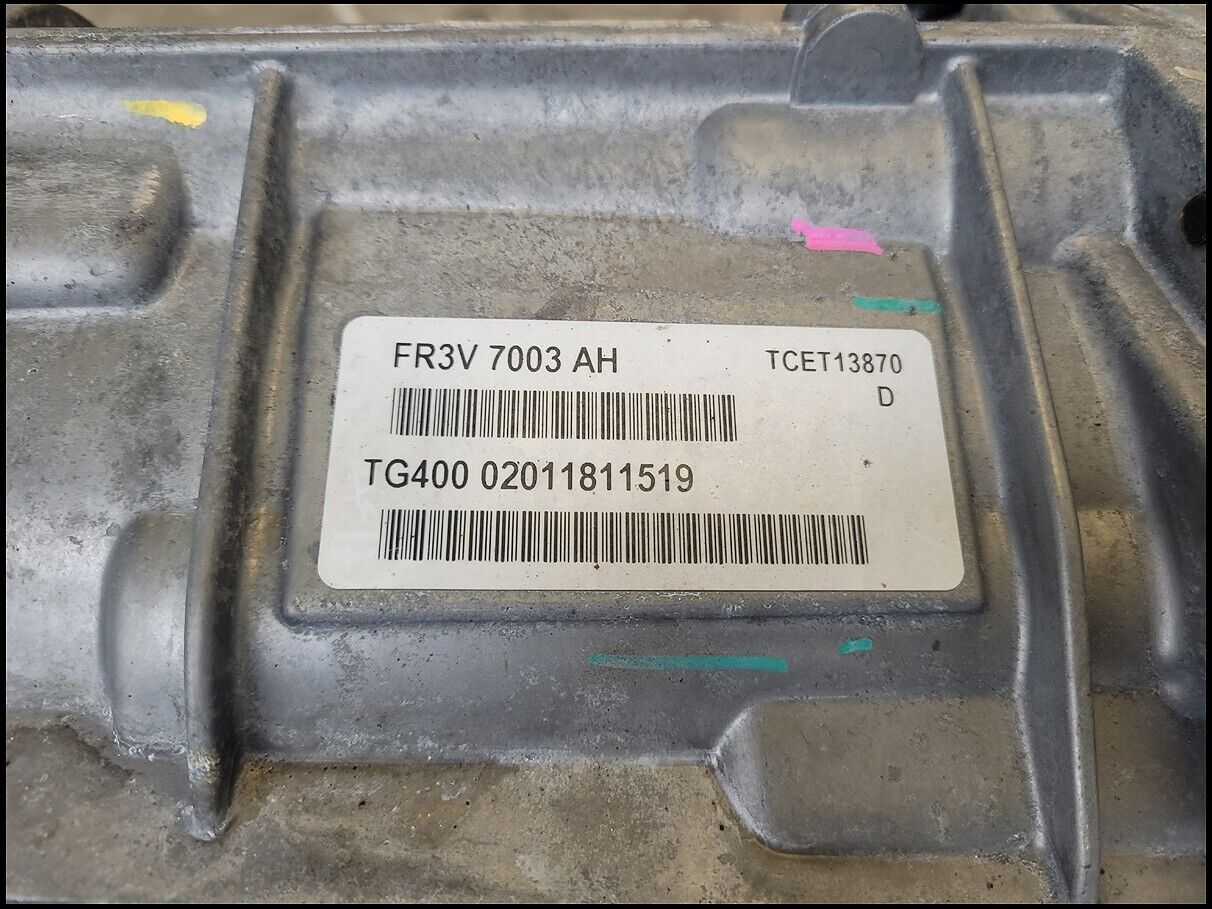 FR3V 7003 AH
TCET13870
D
TG400 02011811519